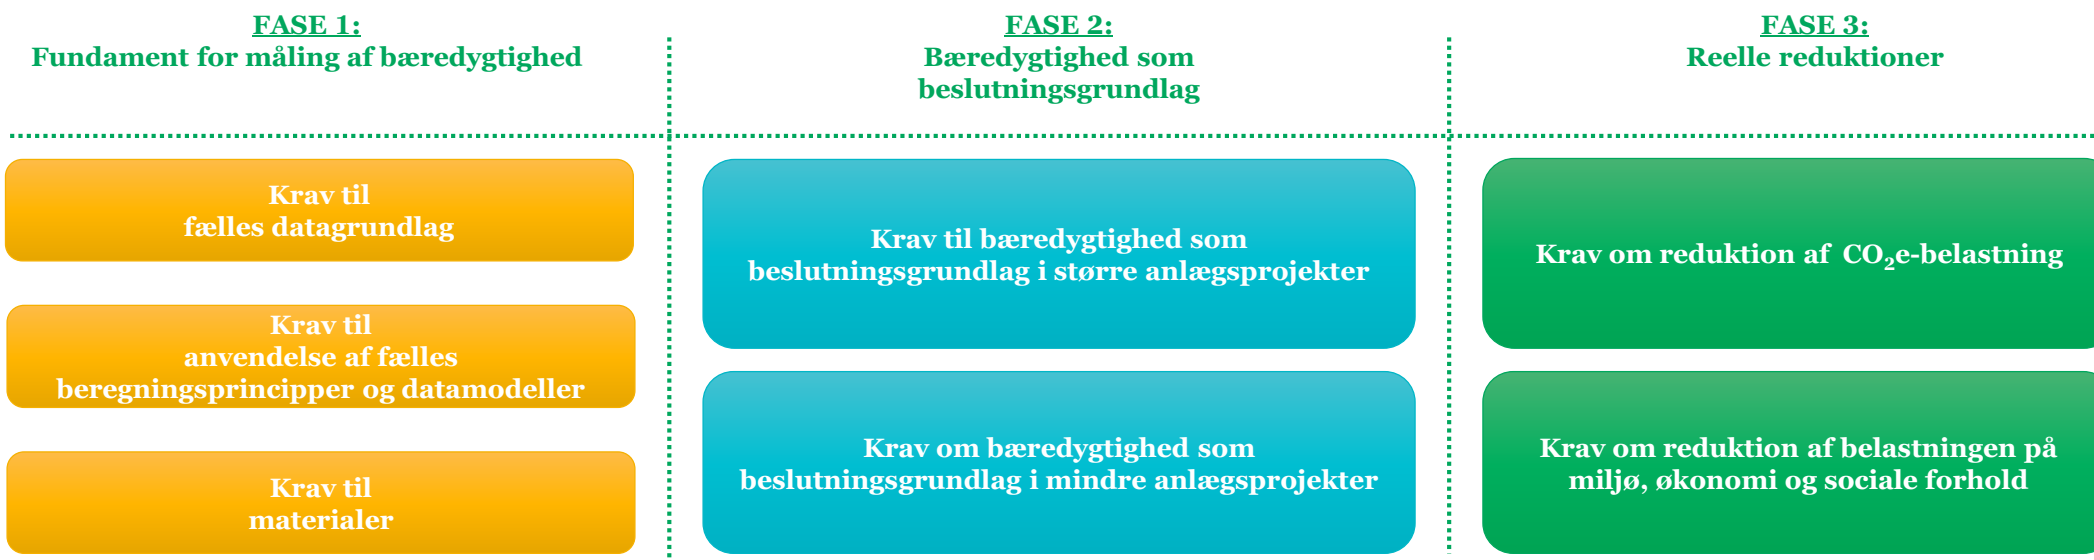 FASE 1:
Fundament for måling af bæredygtighed
FASE 2:
Bæredygtighed som
beslutningsgrundlag
FASE 3:
Reelle reduktioner
Krav til
fælles datagrundlag
Krav til
anvendelse af fælles
beregningsprincipper og datamodeller
Krav til
materialer
Krav til bæredygtighed som
beslutningsgrundlag i større anlægsprojekter
Krav om bæredygtighed som
beslutningsgrundlag i mindre anlægsprojekter
Krav om reduktion af CO₂e-belastning
Krav om reduktion af belastningen på
miljø, økonomi og sociale forhold